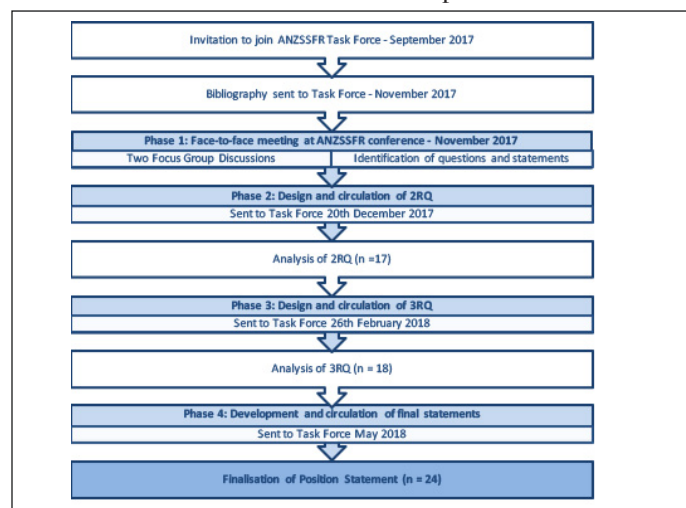 Invitation to join ANZSSFR Task Force - September 2017
Bibliography sent to Task Force - November 2017
Phase 1: Face-to-face meeting at ANZSSFR conference - November 2017
Two Focus Group Discussions Identification of questions and statements
Phase 2: Design and circulation of 2RQ
Sent to Task Force 20th December 2017
Analysis of 2RQ (n =17)
Phase 3: Design and circulation of 3RQ
Sent to Task Force 26th February 2018
Analysis of 3RQ (n = 18)
Phase 4: Development and circulation of final statements
Sent to Task Force May 2018
Finalisation of Position Statement (n = 24)